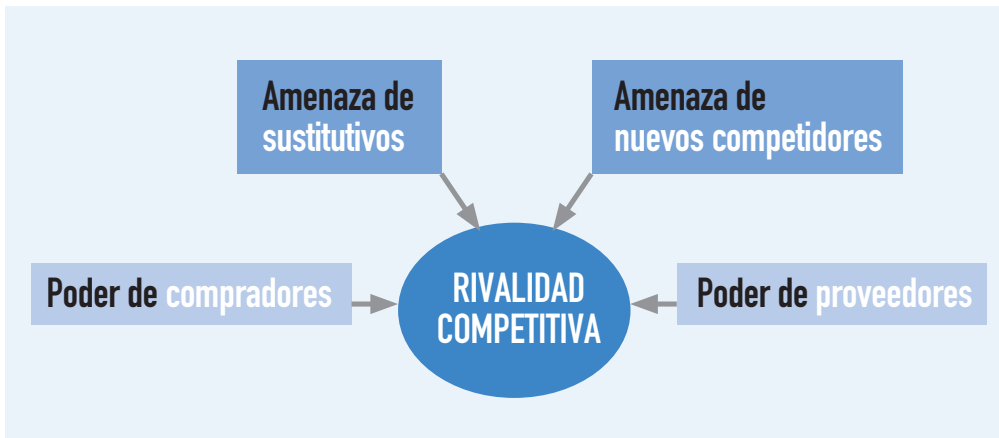 Amenaza de
sustitutivos
Amenaza de
nuevos competidores
Poder de compradores
RIVALIDAD
COMPETITIVA
Poder de proveedores